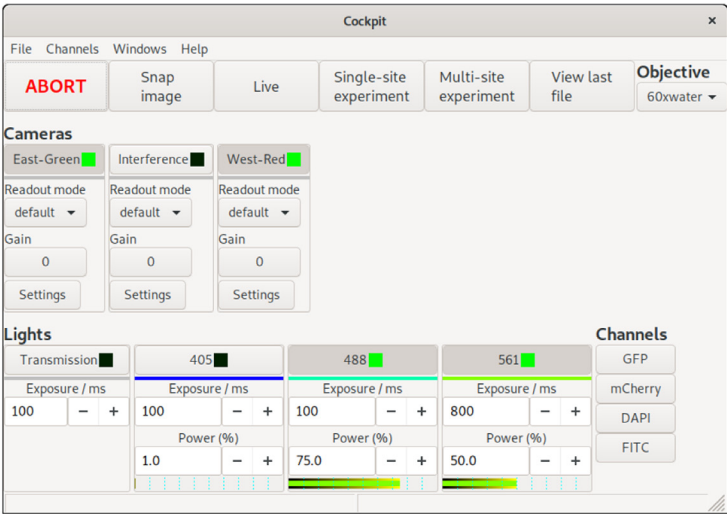 Cockpit ×
File Channels Windows Help
ABORT
Snap
image
Live
Single-site
experiment
Multi-site
experiment
View last
file
Objective
60xwater
Cameras
East-Green Interference West-Red
Readout mode Readout mode Readout mode
default default default
Gain Gain Gain
0 0 0
Settings Settings Settings
Lights
Transmission 405 488 561
Exposure / ms Exposure / ms Exposure / ms Exposure / ms
100 − + 100 − + 100 − + 800 − +
Power (%) Power (%) Power (%)
1.0 − + 75.0 − + 50.0 − +
Channels
GFP
mCherry
DAPI
FITC